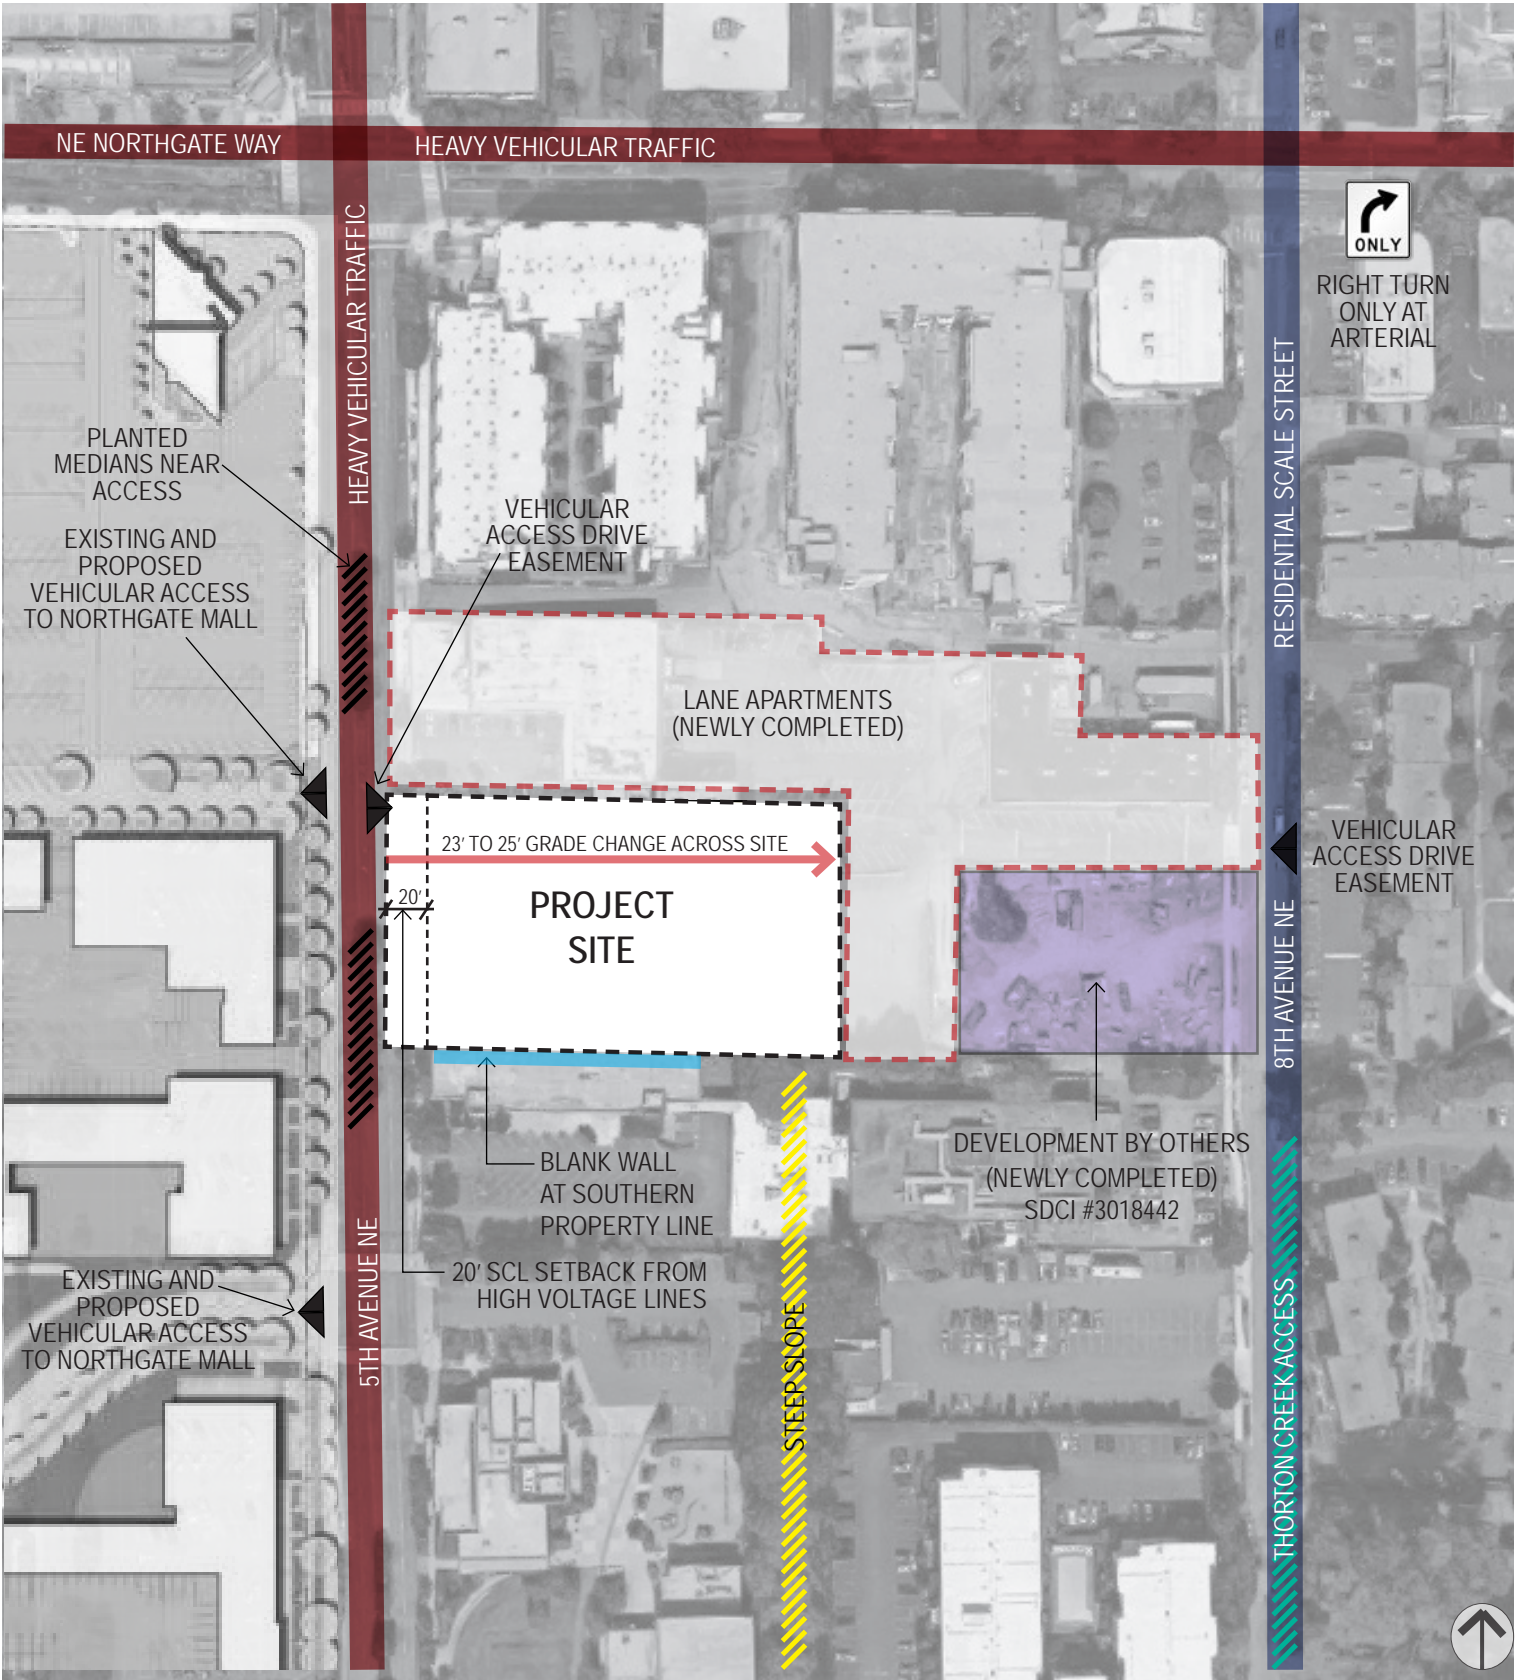 NE NORTHGATE WAY
HEAVY VEHICULAR TRAFFIC
HEAVY VEHICULAR TRAFFIC
ONLY
RIGHT TURN
ONLY AT
ARTERIAL
RESIDENTIAL SCALE STREET
PLANTED
MEDIANS NEAR
ACCESS
EXISTING AND
PROPOSED
VEHICULAR ACCESS
TO NORTHGATE MALL
VEHICULAR
ACCESS DRIVE
EASEMENT
LANE APARTMENTS
(NEWLY COMPLETED)
23' TO 25' GRADE CHANGE ACROSS SITE
20'
PROJECT
SITE
VEHICULAR
ACCESS DRIVE
EASEMENT
8TH AVENUE NE
DEVELOPMENT BY OTHERS
(NEWLY COMPLETED)
SDCI #3018442
BLANK WALL
AT SOUTHERN
PROPERTY LINE
20' SCL SETBACK FROM
HIGH VOLTAGE LINES
5TH AVENUE NE
EXISTING AND
PROPOSED
VEHICULAR ACCESS
TO NORTHGATE MALL
STEEP SLOPE
THORTON CREEK ACCESS